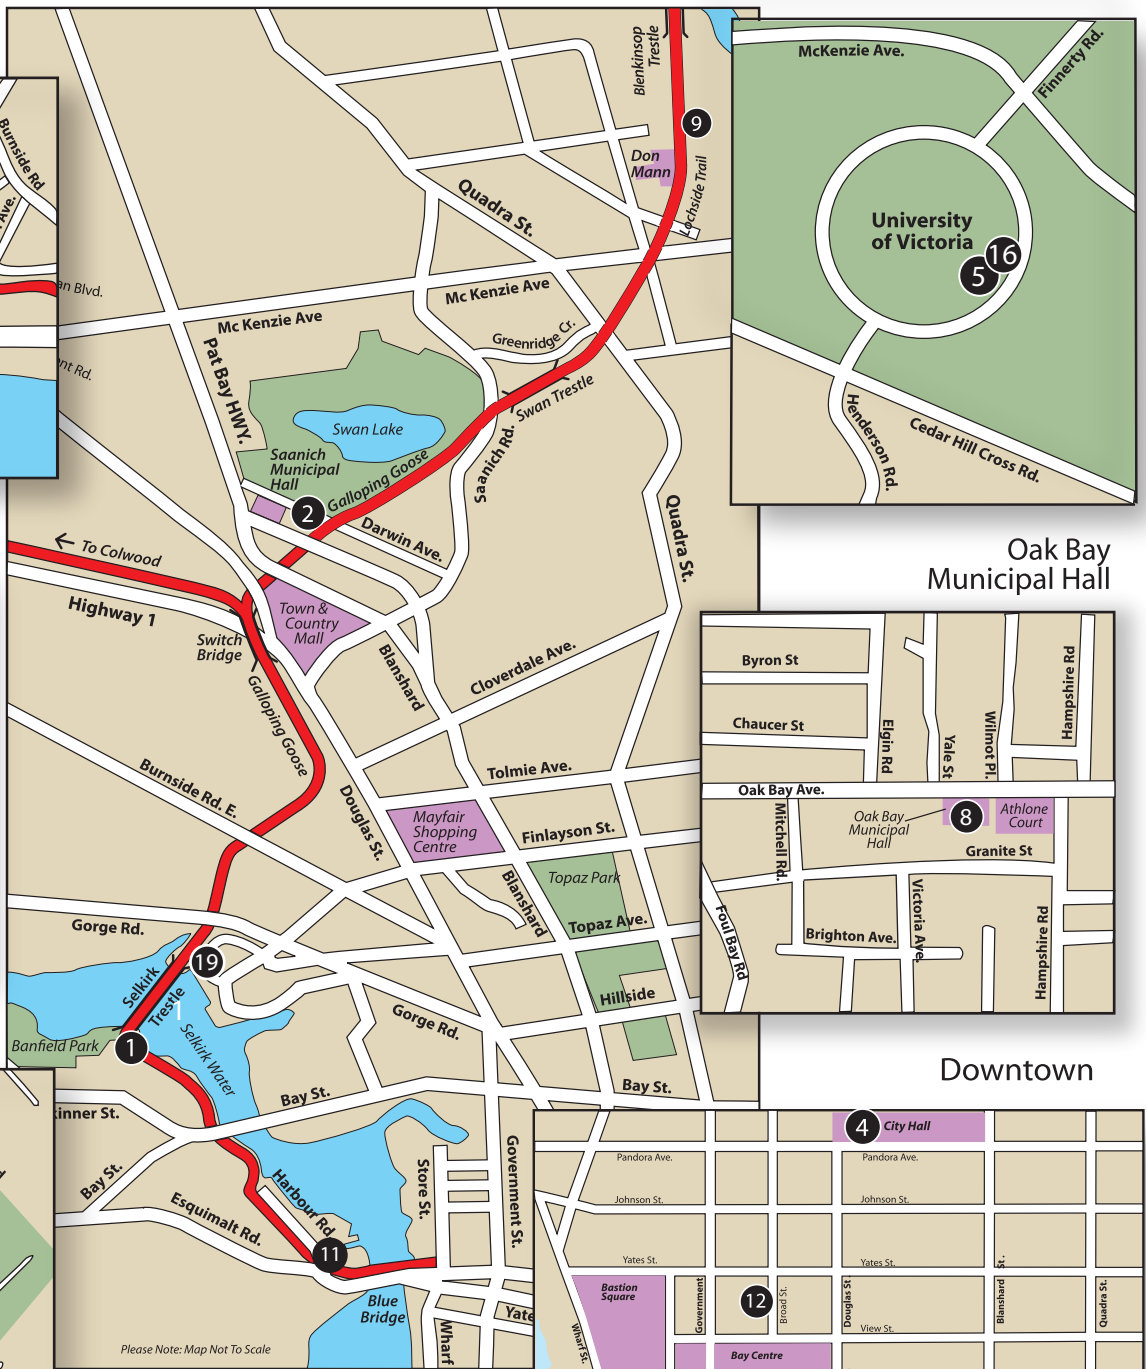 Blenkinsop
Trestle
9
Don
Mann
Lochside Trail
McKenzie Ave.
Finnerty Rd.
University
of Victoria
16
5
Henderson Rd.
Cedar Hill Cross Rd.
Burnside Rd
Ave.
an Blvd.
nt Rd.
Quadra St.
Mc Kenzie Ave
Mc Kenzie Ave
Greenridge Cr.
Pat Bay HWY.
Swan Trestle
Swan Lake
Saanich
Municipal
Hall
Galloping Goose
Saanich Rd.
2
Darwin Ave.
Quadra St.
To Colwood
Highway 1
Switch
Bridge
Town &
Country
Mall
Galloping Goose
Blanshard
Cloverdale Ave.
Burnside Rd. E.
Douglas St.
Tolmie Ave.
Mayfair
Shopping
Centre
Finlayson St.
Topaz Park
Blanshard
Topaz Ave.
Gorge Rd.
19
Selkirk
Trestle
1
Hillside
Gorge Rd.
Banfield Park
1
Selkirk Water
Bay St.
Bay St.
kinner St.
Bay St.
Esquimalt Rd.
Harbour Rd.
11
Store St.
Government St.
Blue
Bridge
Wharf
Yate
Please Note: Map Not To Scale
Oak Bay
Municipal Hall
Byron St
Chaucer St
Elgin Rd
Yale St
Wilmot Pl.
Hampshire Rd
Oak Bay Ave.
Mitchell Rd.
Oak Bay
Municipal
Hall
8
Athlone
Court
Granite St
Foul Bay Rd
Brighton Ave.
Victoria Ave.
Hampshire Rd
Downtown
4
City Hall
Pandora Ave.
Pandora Ave.
Johnson St.
Johnson St.
Yates St.
Yates St.
Bastion
Square
Government
12
Broad St.
Douglas St.
Blanshard St.
Quadra St.
View St.
Wharf St.
Bay Centre